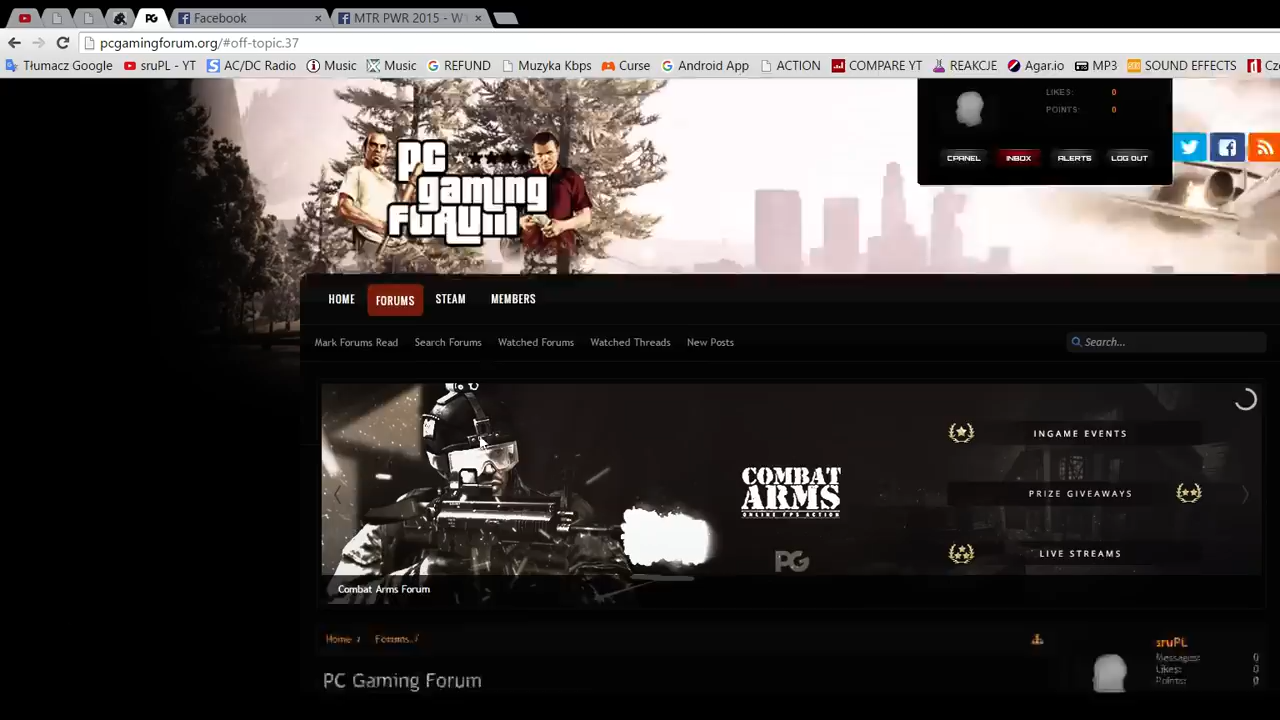 Facebook × MTR PWR 2015 - W ×
pcgamingforum.org/#off-topic.37
Tłumacz Google sruPL - YT AC/DC Radio Music Music REFUND Muzyka Kbps Curse Android App ACTION COMPARE YT REAKCJE Agar.io MP3 SOUND EFFECTS
LIKES: 0
POINTS: 0
CPANEL INBOX ALERTS LOG OUT
PC
gaming
Forum
HOME FORUMS STEAM MEMBERS
Mark Forums Read Search Forums Watched Forums Watched Threads New Posts Search...
INGAME EVENTS
COMBAT
ARMS
ONLINE FPS ACTION
PRIZE GIVEAWAYS
PG
LIVE STREAMS
Combat Arms Forum
Home Forums /
sruPL
Messages: 0
Likes: 0
Points: 0
PC Gaming Forum